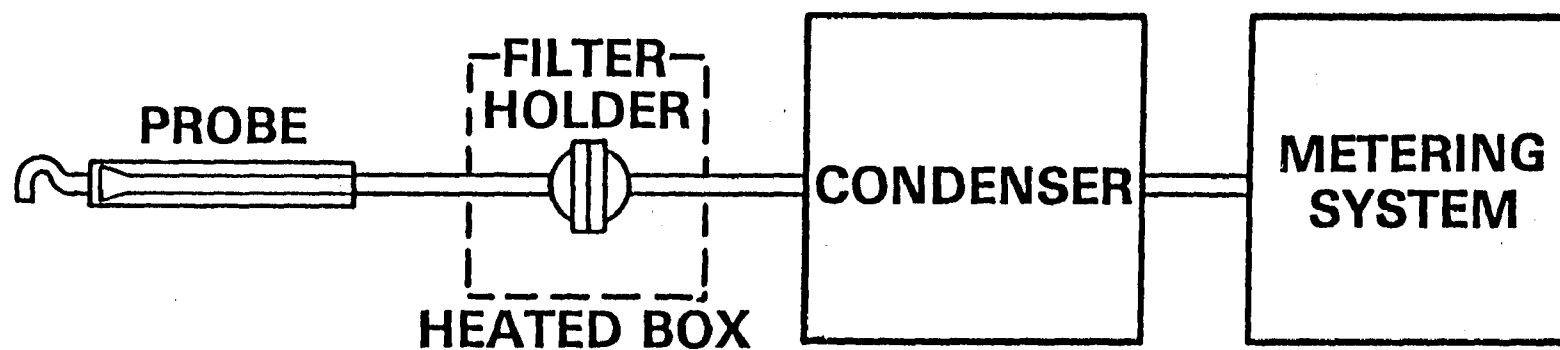 PROBE
FILTER
HOLDER
HEATED BOX
CONDENSER
METERING
SYSTEM